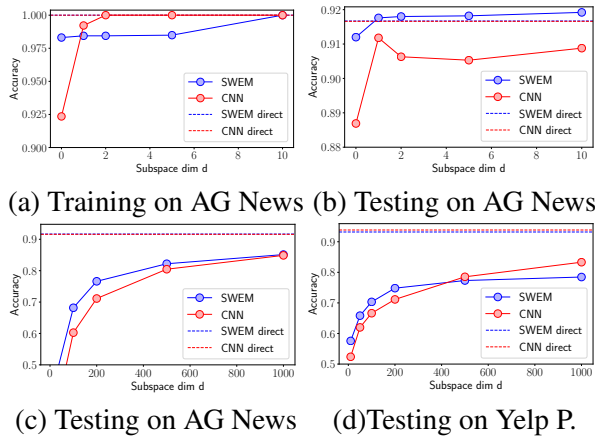 1.000
0.975
0.950
0.925
0.900
Accuracy
0 2 4 6 8 10
Subspace dim d
SWEM
CNN
SWEM direct
CNN direct
0.92
0.91
0.90
0.89
0.88
Accuracy
0 2 4 6 8 10
Subspace dim d
SWEM
CNN
SWEM direct
CNN direct
(a) Training on AG News (b) Testing on AG News
0.9
0.8
0.7
0.6
0.5
Accuracy
0 200 400 600 800 1000
Subspace dim d
SWEM
CNN
SWEM direct
CNN direct
0.9
0.8
0.7
0.6
0.5
Accuracy
0 200 400 600 800 1000
Subspace dim d
SWEM
CNN
SWEM direct
CNN direct
(c) Testing on AG News (d)Testing on Yelp P.